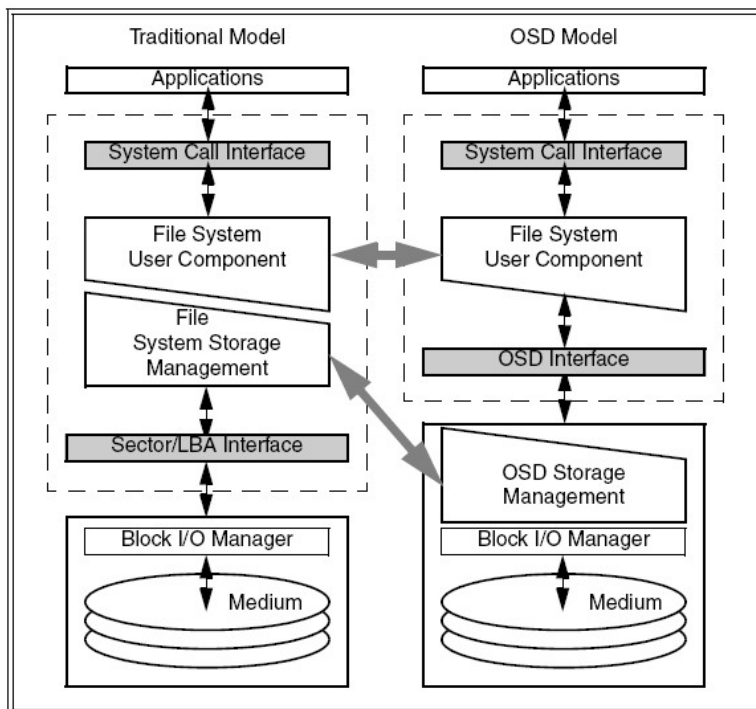 Traditional Model
Applications
System Call Interface
File System
User Component
File
System Storage
Management
Sector/LBA Interface
Block I/O Manager
Medium
OSD Model
Applications
System Call Interface
File System
User Component
OSD Interface
OSD Storage
Management
Block I/O Manager
Medium